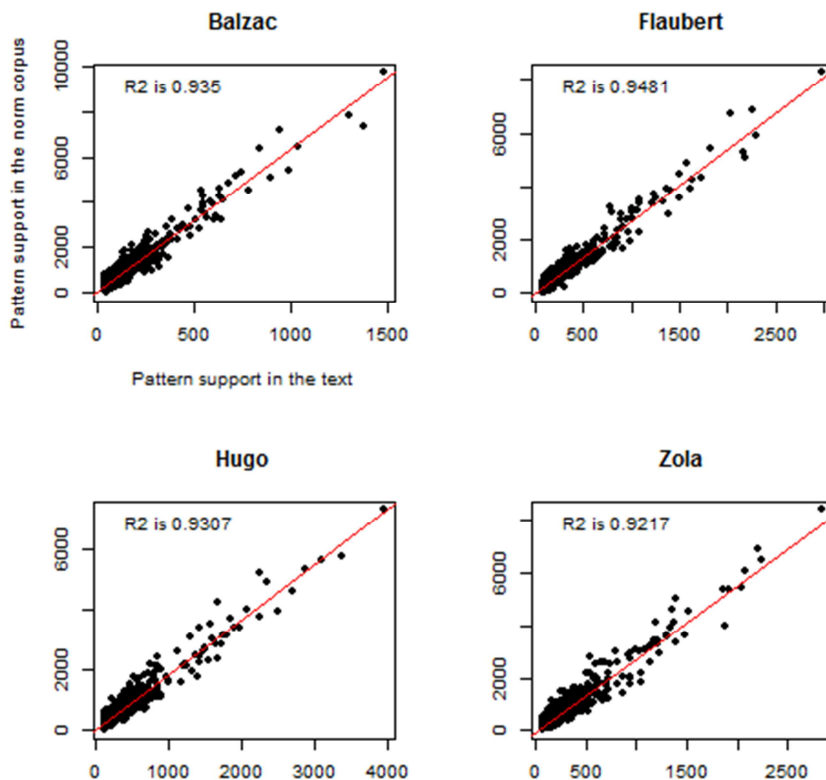 Balzac
Pattern support in the norm corpus
10000
6000
2000
0
R2 is 0.935
0 500 1000 1500
Pattern support in the text
Flaubert
6000
2000
0
R2 is 0.9481
0 500 1500 2500
Hugo
6000
2000
0
R2 is 0.9307
0 1000 2000 3000 4000
Zola
6000
2000
0
R2 is 0.9217
0 500 1500 2500